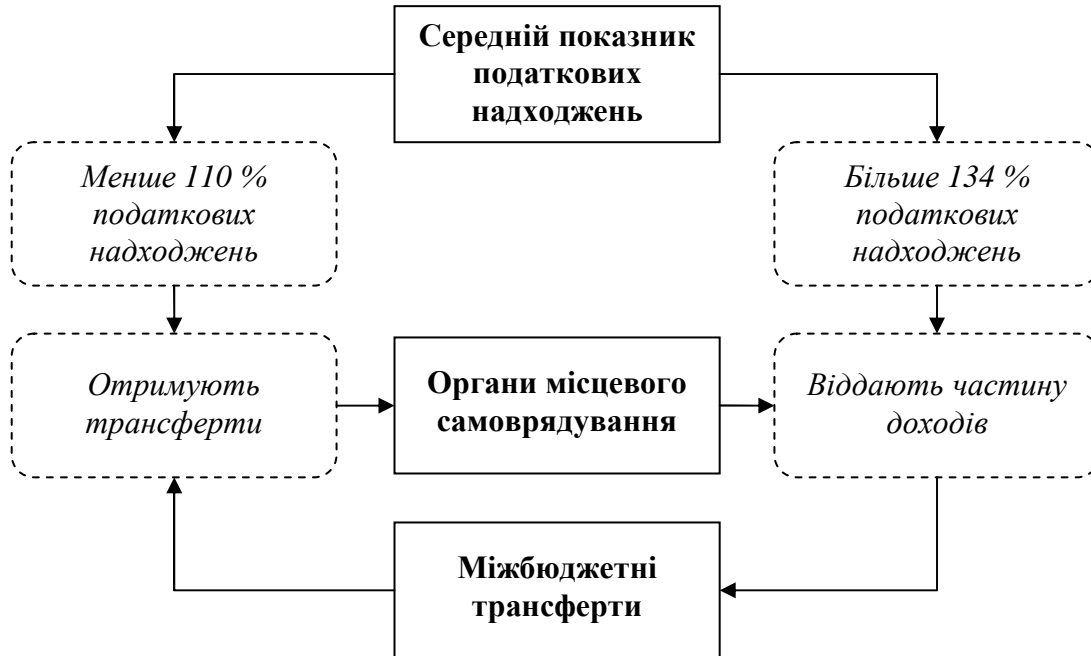 Середній показник
податкових
надходжень
Менше 110 %
податкових
надходжень
Більше 134 %
податкових
надходжень
Отримують
трансферти
Органи місцевого
самоврядування
Віддають частину
доходів
Міжбюджетні
трансферти